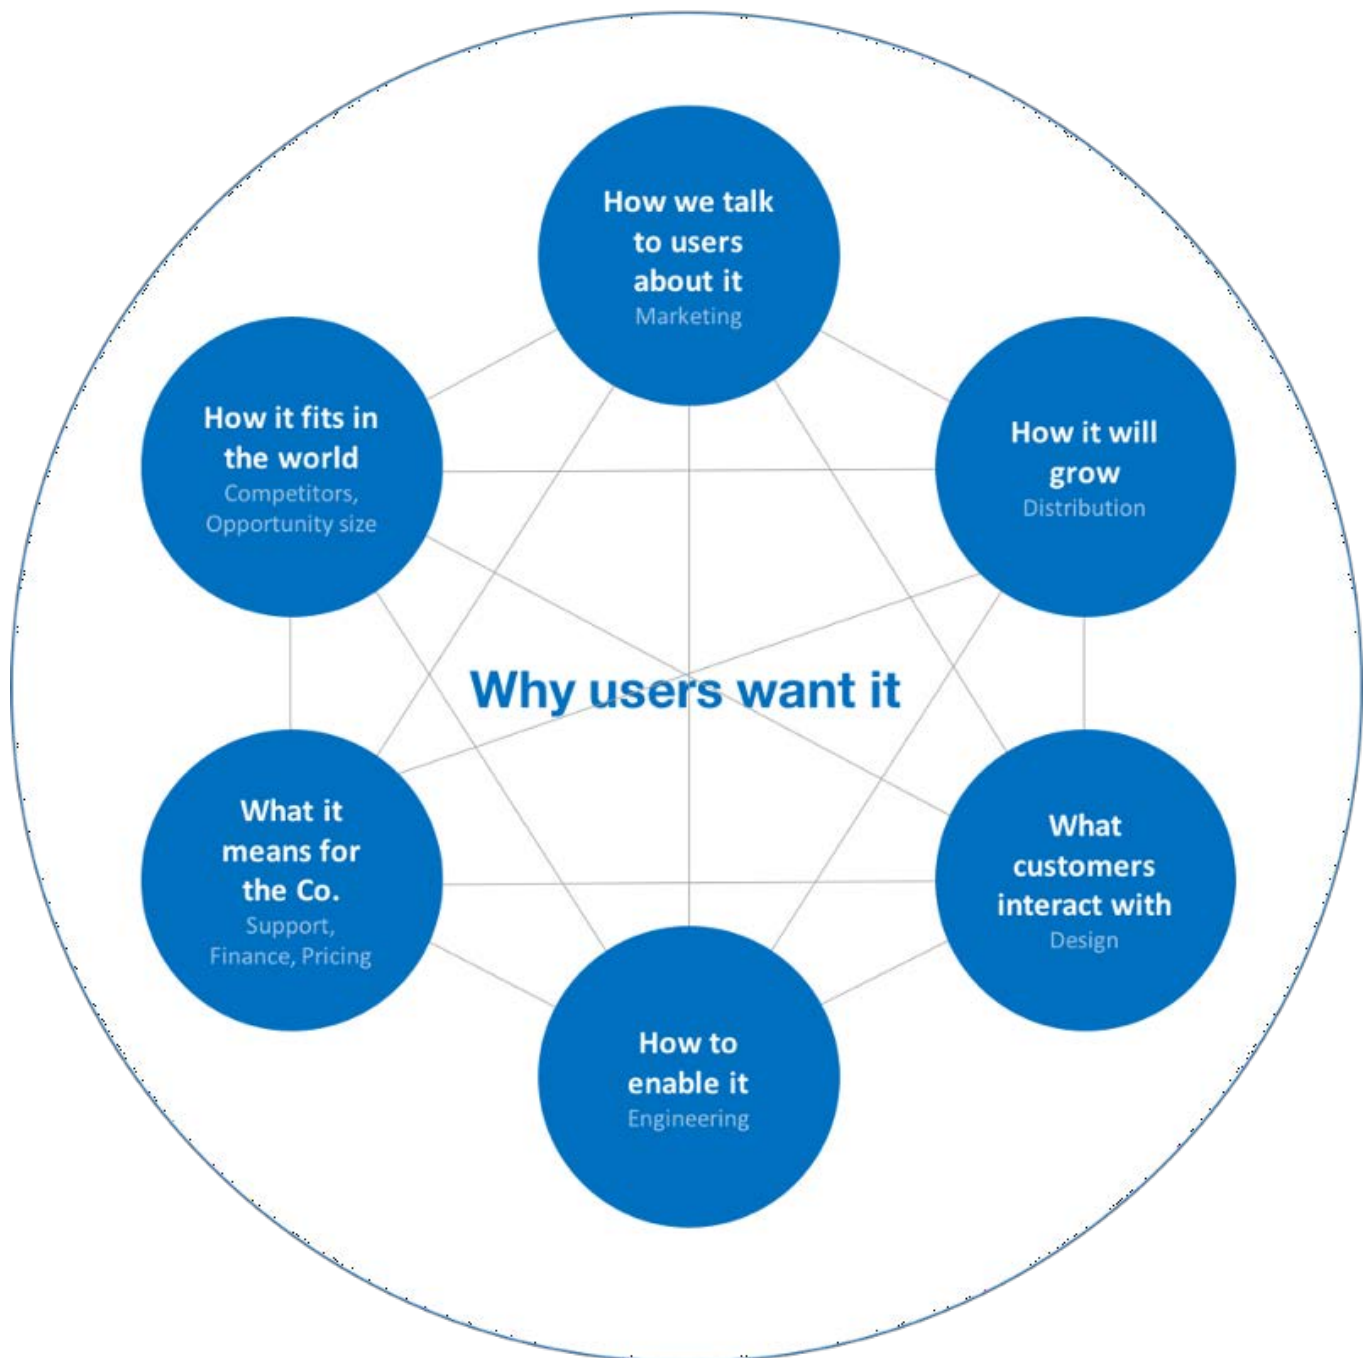 How we talk
to users
about it
Marketing
How it fits in
the world
Competitors,
Opportunity size
How it will
grow
Distribution
Why users want it
What it
means for
the Co.
Support,
Finance, Pricing
What
customers
interact with
Design
How to
enable it
Engineering